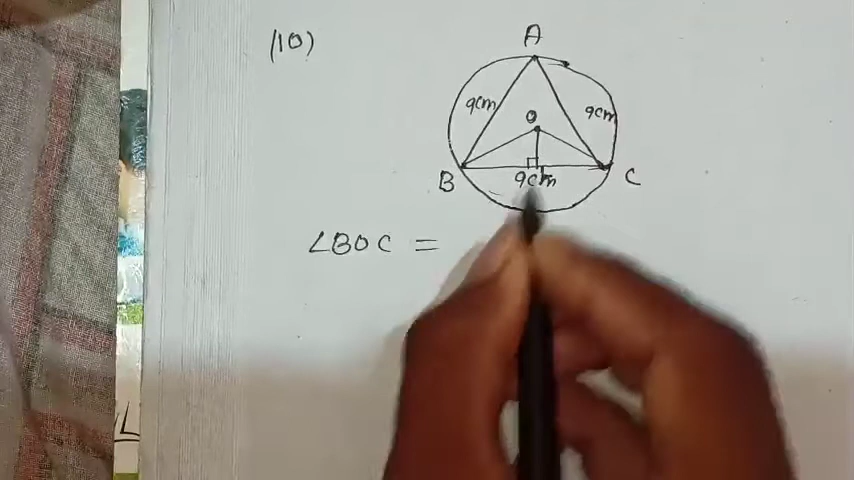 (10)
A
9cm
9cm
O
B
9cm
C
∠BOC =